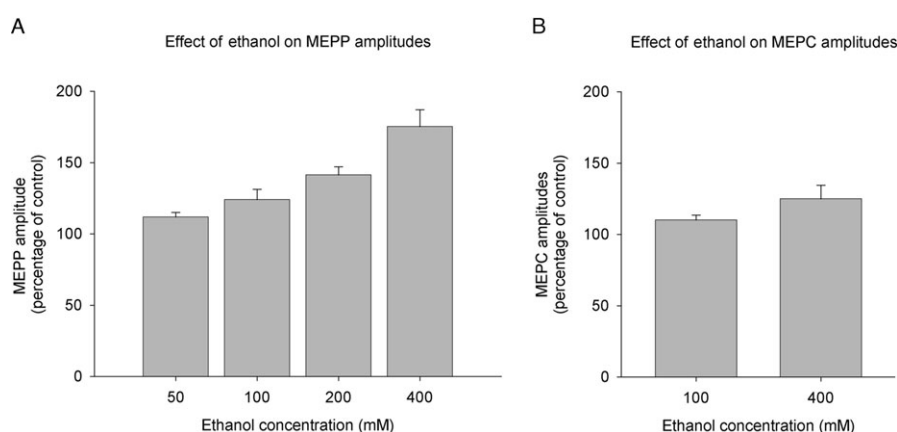 A
Effect of ethanol on MEPP amplitudes
MEPP amplitude
(percentage of control)
200
150
100
50
0
50 100 200 400
Ethanol concentration (mM)
B
Effect of ethanol on MEPC amplitudes
MEPC amplitudes
(percentage of control)
200
150
100
50
0
100 400
Ethanol concentration (mM)